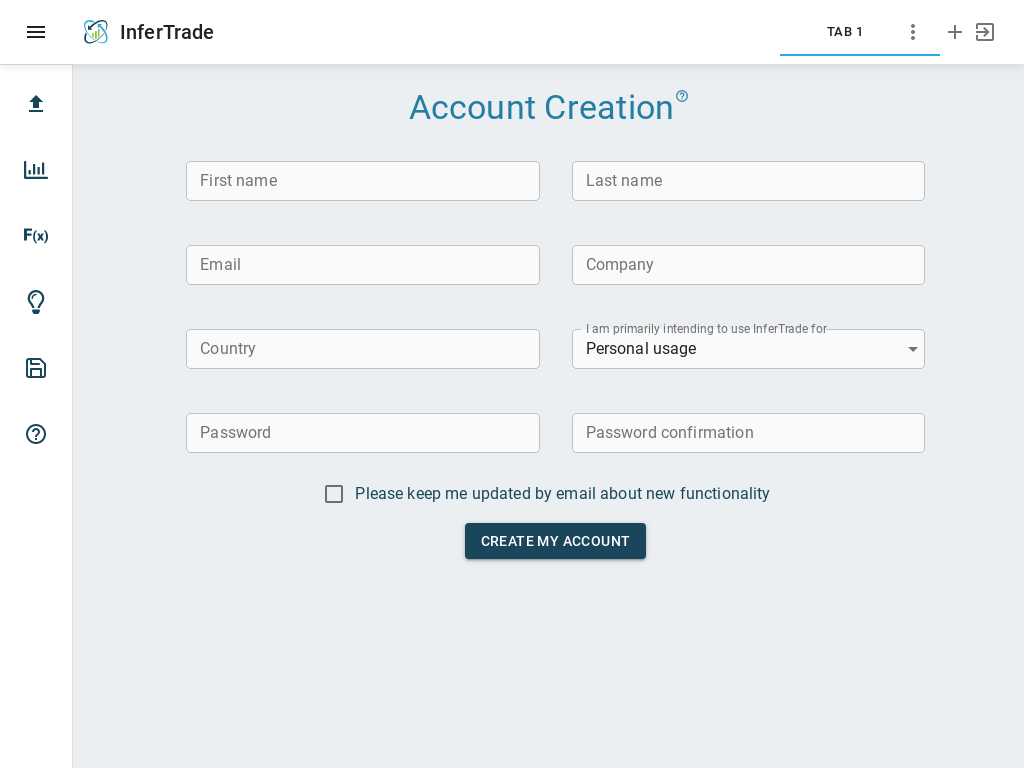 InferTrade
TAB 1
Account Creation
First name
Last name
Email
Company
Country
I am primarily intending to use InferTrade for
Personal usage
F(x)
Password
Password confirmation
Please keep me updated by email about new functionality
CREATE MY ACCOUNT